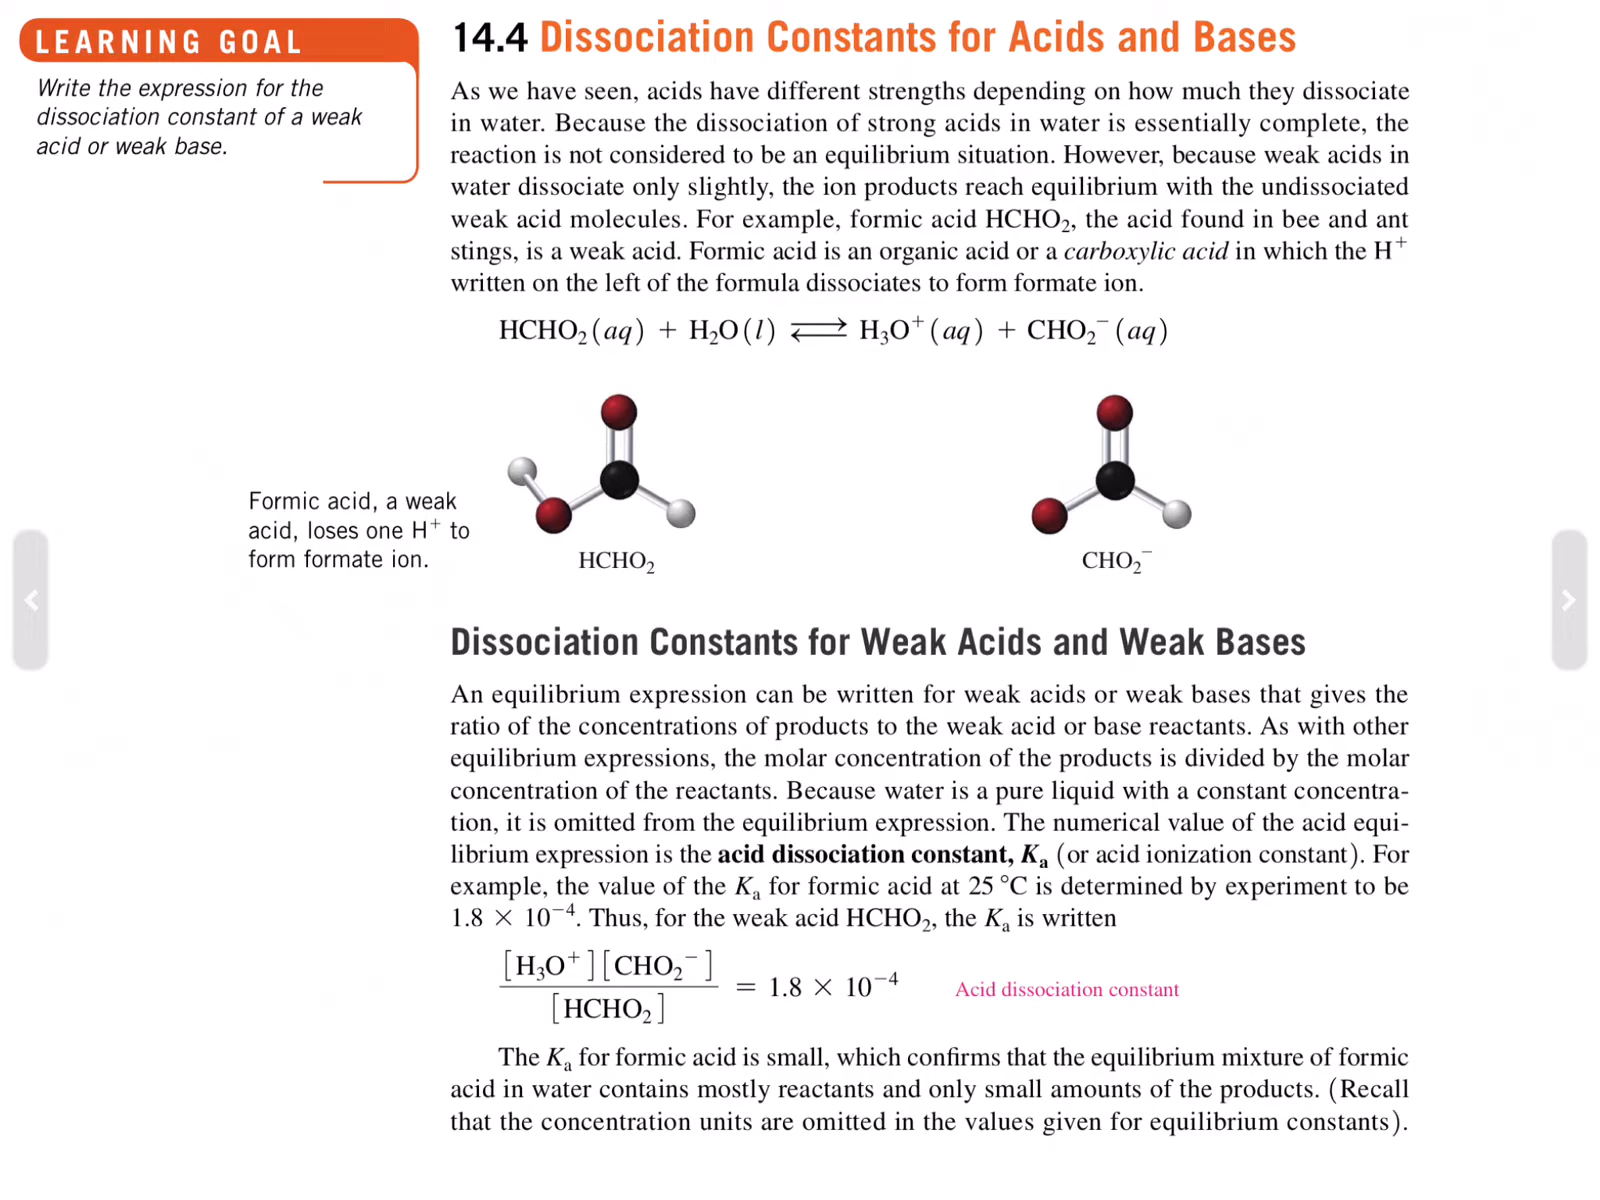 LEARNING GOAL
Write the expression for the
dissociation constant of a weak
acid or weak base.
14.4 Dissociation Constants for Acids and Bases
As we have seen, acids have different strengths depending on how much they dissociate
in water. Because the dissociation of strong acids in water is essentially complete, the
reaction is not considered to be an equilibrium situation. However, because weak acids in
water dissociate only slightly, the ion products reach equilibrium with the undissociated
weak acid molecules. For example, formic acid HCHO₂, the acid found in bee and ant
stings, is a weak acid. Formic acid is an organic acid or a carboxylic acid in which the H⁺
written on the left of the formula dissociates to form formate ion.
HCHO₂(aq) + H₂O(l) ⇌ H₃O⁺(aq) + CHO₂⁻(aq)
Formic acid, a weak
acid, loses one H⁺ to
form formate ion.
HCHO₂
CHO₂⁻
Dissociation Constants for Weak Acids and Weak Bases
An equilibrium expression can be written for weak acids or weak bases that gives the
ratio of the concentrations of products to the weak acid or base reactants. As with other
equilibrium expressions, the molar concentration of the products is divided by the molar
concentration of the reactants. Because water is a pure liquid with a constant concentra-
tion, it is omitted from the equilibrium expression. The numerical value of the acid equi-
librium expression is the acid dissociation constant, Kₐ (or acid ionization constant). For
example, the value of the Kₐ for formic acid at 25 °C is determined by experiment to be
1.8 × 10⁻⁴. Thus, for the weak acid HCHO₂, the Kₐ is written
[H₃O⁺][CHO₂⁻]
[HCHO₂]
= 1.8 × 10⁻⁴
Acid dissociation constant
The Kₐ for formic acid is small, which confirms that the equilibrium mixture of formic
acid in water contains mostly reactants and only small amounts of the products. (Recall
that the concentration units are omitted in the values given for equilibrium constants).